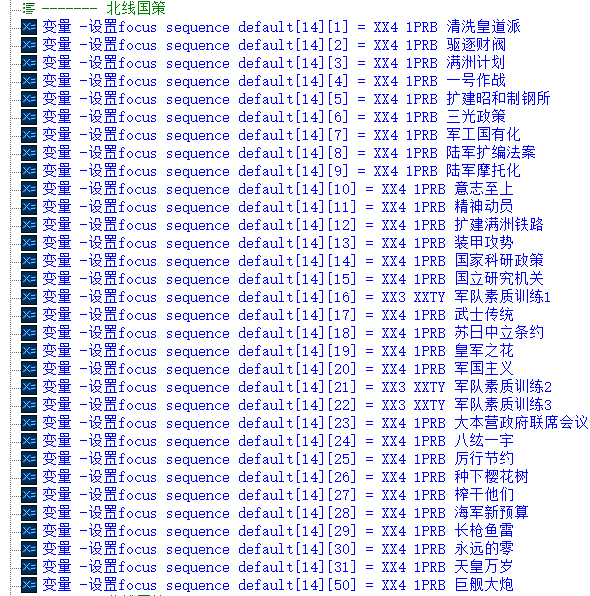 ------- 北线国策
变量 -设置focus sequence default[14][1] = XX4 1PRB 清洗皇道派
变量 -设置focus sequence default[14][2] = XX4 1PRB 驱逐财阀
变量 -设置focus sequence default[14][3] = XX4 1PRB 满洲计划
变量 -设置focus sequence default[14][4] = XX4 1PRB 一号作战
变量 -设置focus sequence default[14][5] = XX4 1PRB 扩建昭和制钢所
变量 -设置focus sequence default[14][6] = XX4 1PRB 三光政策
变量 -设置focus sequence default[14][7] = XX4 1PRB 军工国有化
变量 -设置focus sequence default[14][8] = XX4 1PRB 陆军扩编法案
变量 -设置focus sequence default[14][9] = XX4 1PRB 陆军摩托化
变量 -设置focus sequence default[14][10] = XX4 1PRB 意志至上
变量 -设置focus sequence default[14][11] = XX4 1PRB 精神动员
变量 -设置focus sequence default[14][12] = XX4 1PRB 扩建满洲铁路
变量 -设置focus sequence default[14][13] = XX4 1PRB 装甲攻势
变量 -设置focus sequence default[14][14] = XX4 1PRB 国家科研政策
变量 -设置focus sequence default[14][15] = XX4 1PRB 国立研究机关
变量 -设置focus sequence default[14][16] = XX3 XXTY 军队素质训练1
变量 -设置focus sequence default[14][17] = XX4 1PRB 武士传统
变量 -设置focus sequence default[14][18] = XX4 1PRB 苏日中立条约
变量 -设置focus sequence default[14][19] = XX4 1PRB 皇军之花
变量 -设置focus sequence default[14][20] = XX4 1PRB 军国主义
变量 -设置focus sequence default[14][21] = XX3 XXTY 军队素质训练2
变量 -设置focus sequence default[14][22] = XX3 XXTY 军队素质训练3
变量 -设置focus sequence default[14][23] = XX4 1PRB 大本营政府联席会议
变量 -设置focus sequence default[14][24] = XX4 1PRB 八纮一宇
变量 -设置focus sequence default[14][25] = XX4 1PRB 厉行节约
变量 -设置focus sequence default[14][26] = XX4 1PRB 种下樱花树
变量 -设置focus sequence default[14][27] = XX4 1PRB 榨干他们
变量 -设置focus sequence default[14][28] = XX4 1PRB 海军新预算
变量 -设置focus sequence default[14][29] = XX4 1PRB 长枪鱼雷
变量 -设置focus sequence default[14][30] = XX4 1PRB 永远的零
变量 -设置focus sequence default[14][31] = XX4 1PRB 天皇万岁
变量 -设置focus sequence default[14][50] = XX4 1PRB 巨舰大炮